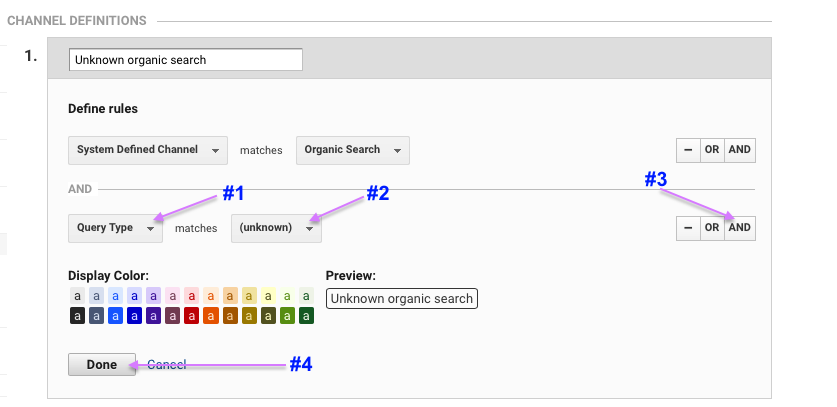 CHANNEL DEFINITIONS
1. Unknown organic search
Define rules
System Defined Channel matches Organic Search − OR AND
AND
#1 #2 #3
Query Type matches (unknown) − OR AND
Display Color: Preview:
a a a a a a a a a a a a a
Unknown organic search
a a a a a a a a a a a a a
Done Cancel #4